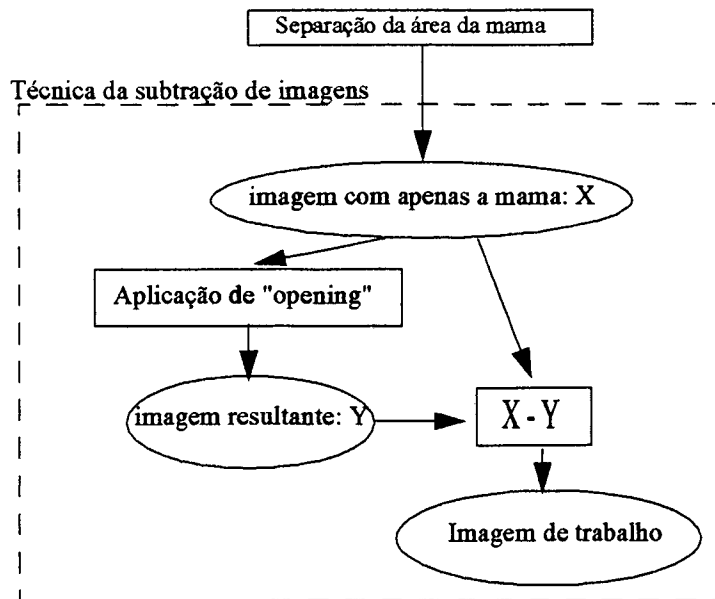 Separação da área da mama
Técnica da subtração de imagens
imagem com apenas a mama: X
Aplicação de "opening"
imagem resultante: Y
X - Y
Imagem de trabalho